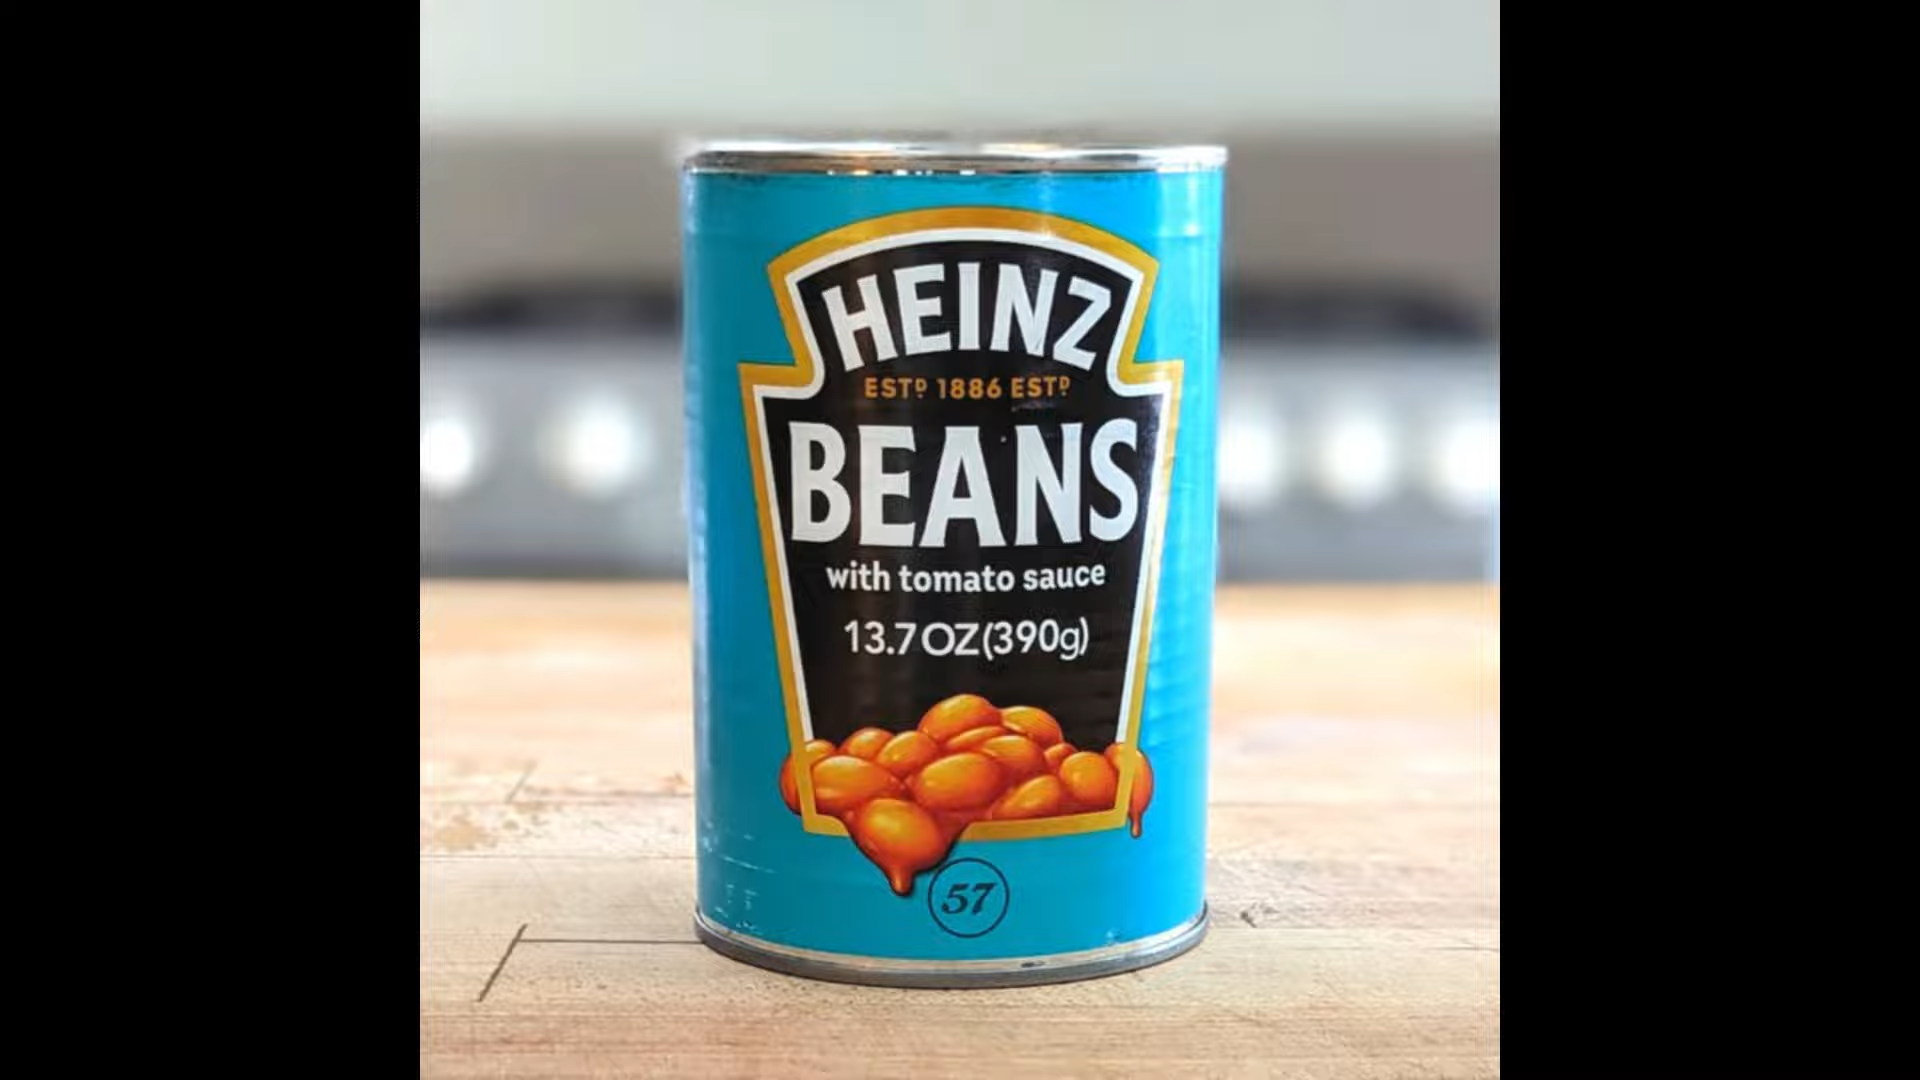 HEINZ
ESTD 1886 ESTD
BEANS
with tomato sauce
13.7 OZ (390g)
57